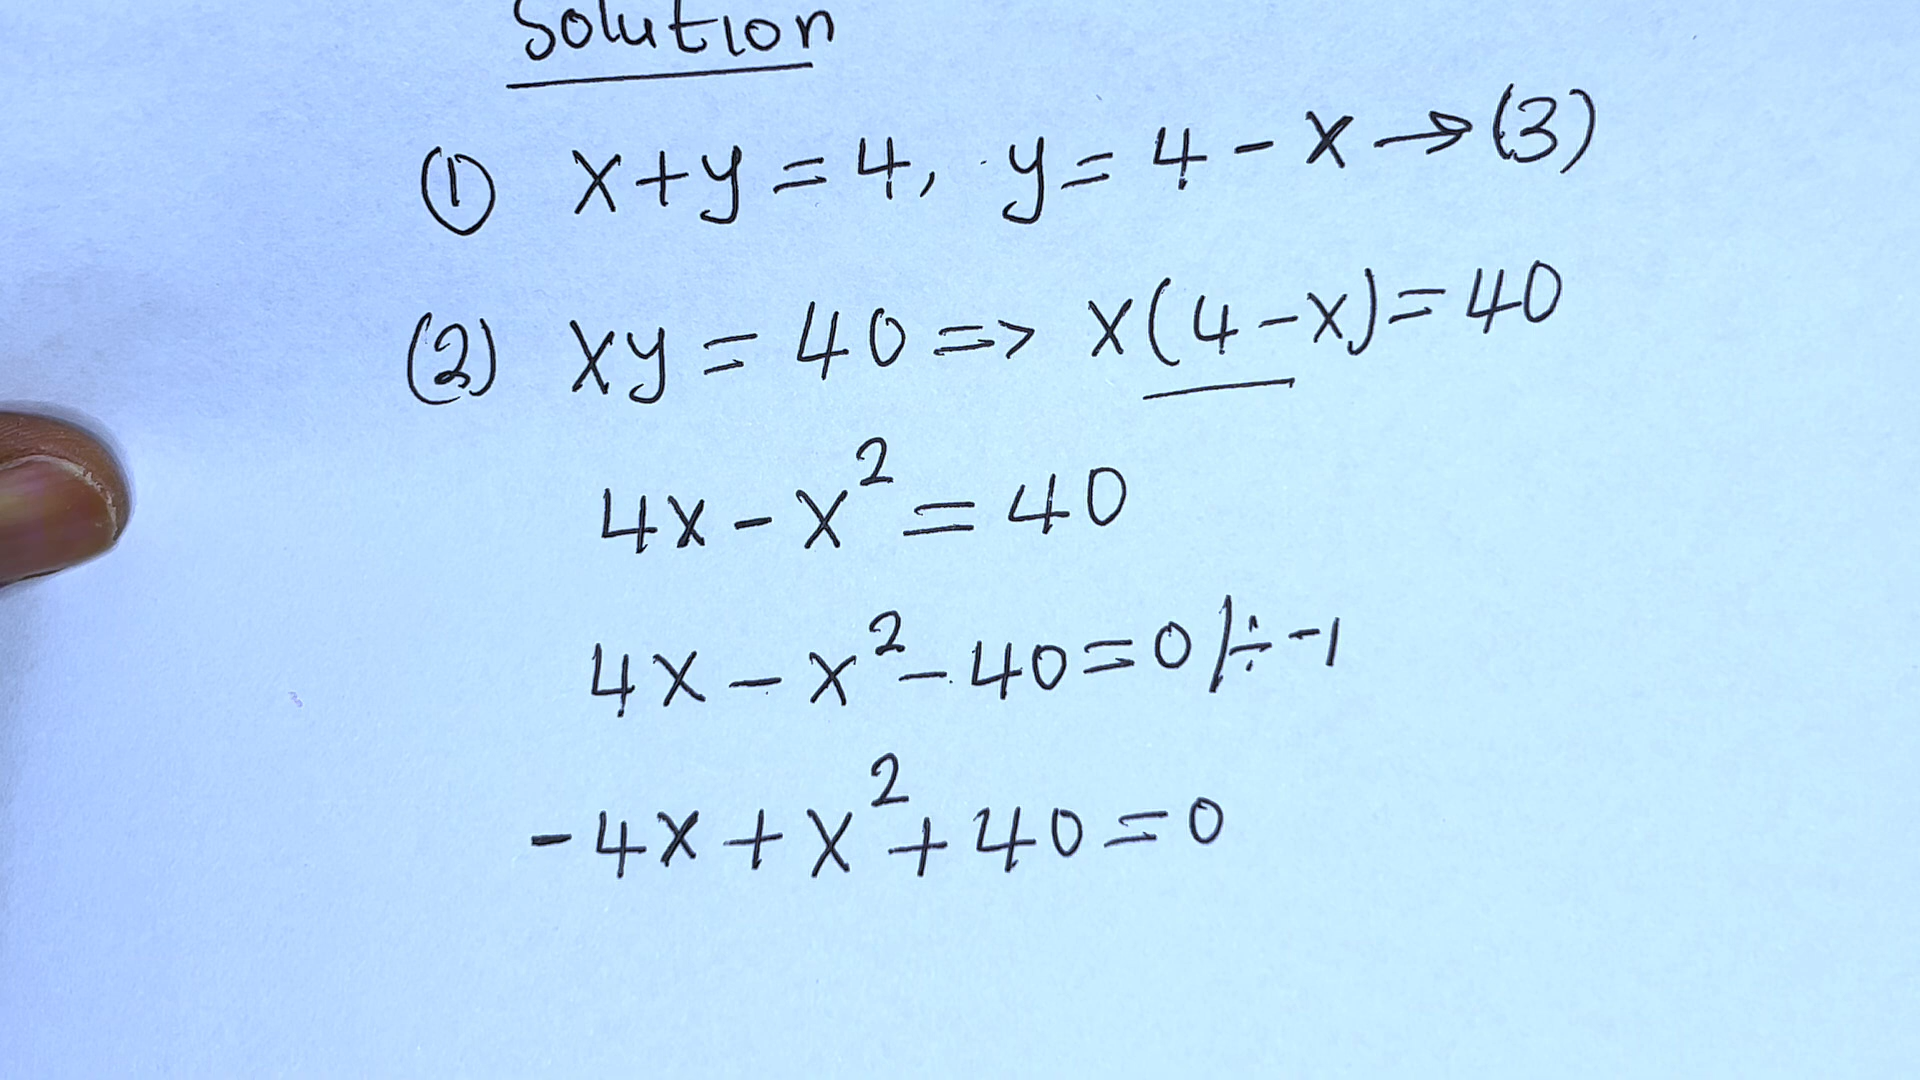 Solution
① x+y=4, y=4-x→(3)
(2) xy=40=> x(4-x)=40
4x-x²=40
4x-x²-40=0/÷-1
-4x+x²+40=0